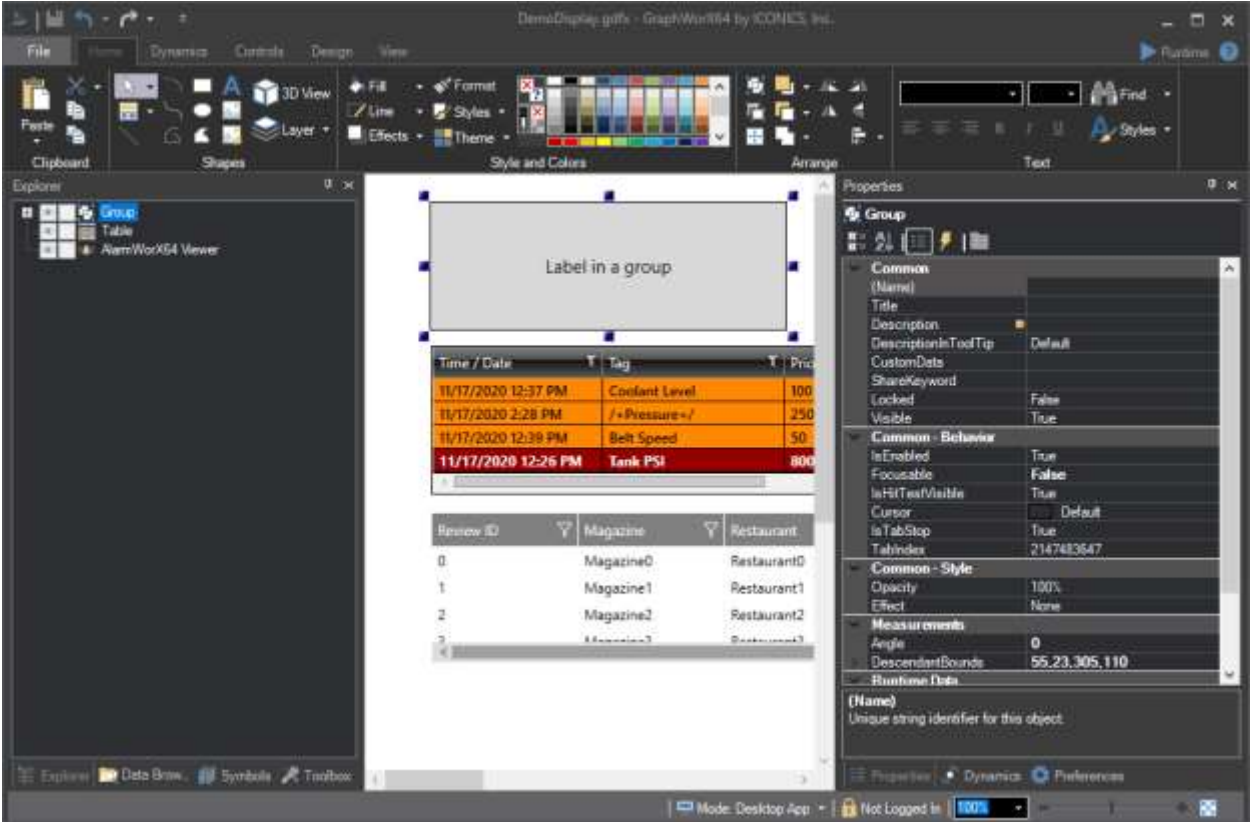 DemoDisplay.gdfx - GraphWorX64 by ICONICS, Inc.
File Home Dynamics Controls Design View Runtime
Paste
3D View
Layer
Fill
Line
Effects
Format
Styles
Theme
Find
Styles
Clipboard Shapes Style and Colors Arrange Text
Explorer
Group
Table
AlarmWorX64 Viewer
Label in a group
Time / Date Tag
11/17/2020 12:37 PM Coolant Level 100
11/17/2020 2:28 PM /+Pressure+/ 250
11/17/2020 12:39 PM Belt Speed 50
11/17/2020 12:26 PM Tank PSI 800
Review ID Magazine Restaurant
0 Magazine0 Restaurant0
1 Magazine1 Restaurant1
2 Magazine2 Restaurant2
Properties
Group
Common
(Name)
Title
Description
DescriptionInToolTip Default
CustomData
ShareKeyword
Locked False
Visible True
Common - Behavior
IsEnabled True
Focusable False
IsHitTestVisible True
Cursor Default
IsTabStop True
TabIndex 2147483647
Common - Style
Opacity 100%
Effect None
Measurements
Angle 0
DescendantBounds 55,23,305,110
Runtime Data
(Name)
Unique string identifier for this object.
Explorer Data Brow... Symbols Toolbox
Properties Dynamics Preferences
Mode: Desktop App Not Logged In 100%